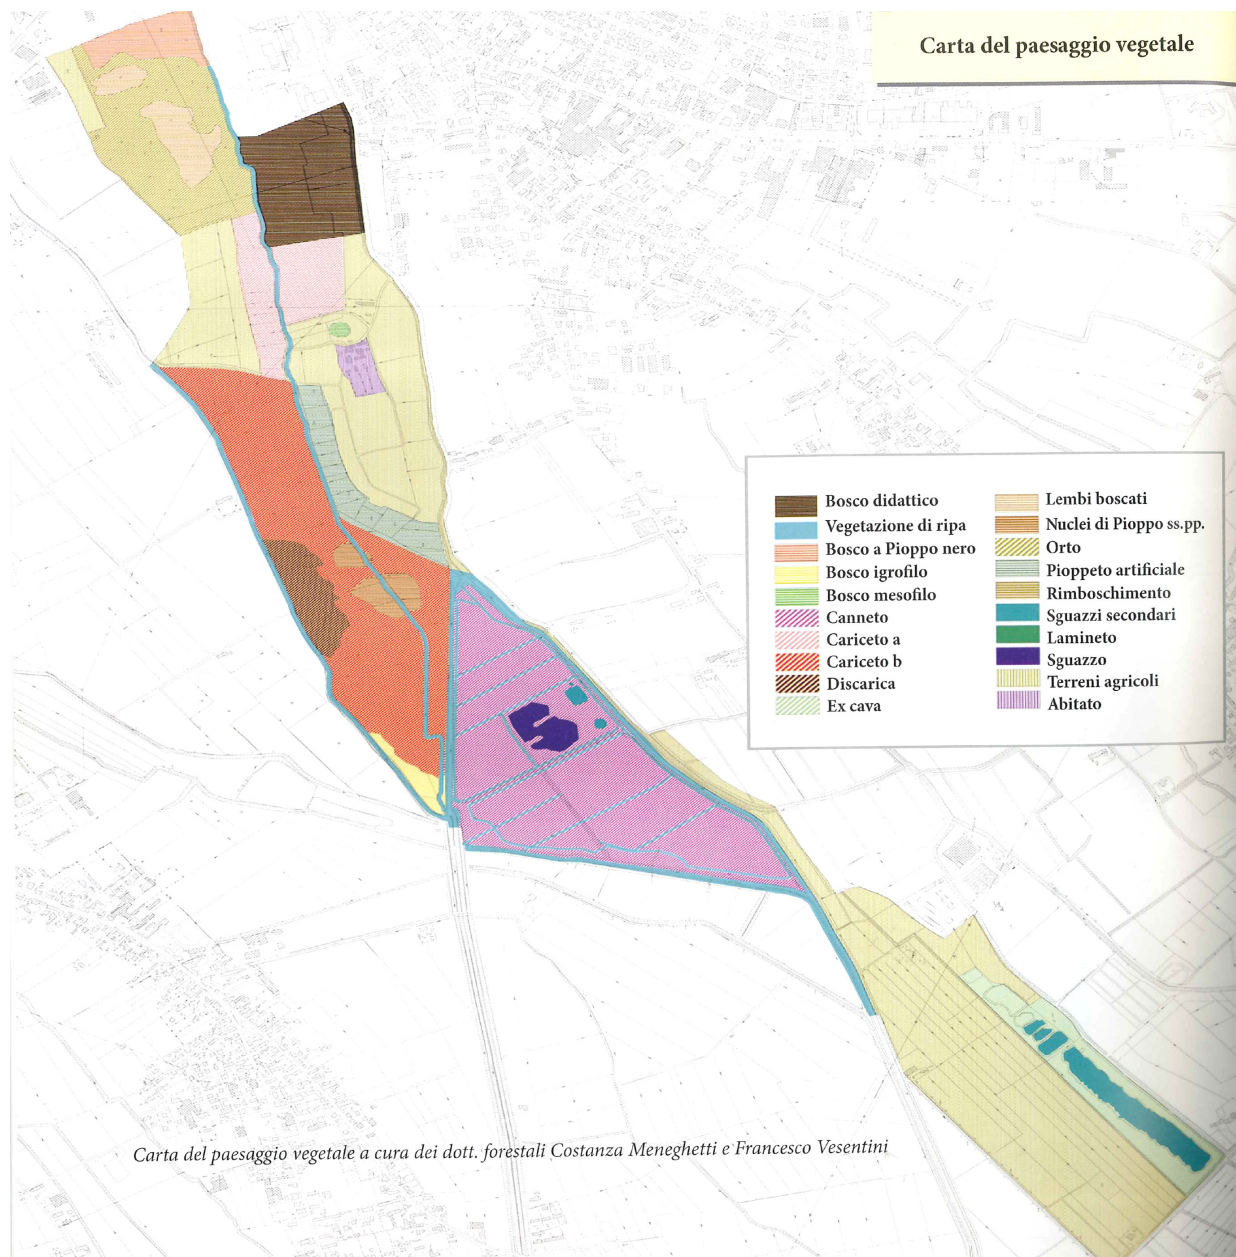 Carta del paesaggio vegetale
Bosco didattico
Vegetazione di ripa
Bosco a Pioppo nero
Bosco igrofilo
Bosco mesofilo
Canneto
Cariceto a
Cariceto b
Discarica
Ex cava
Lembi boscati
Nuclei di Pioppo ss.pp.
Orto
Pioppeto artificiale
Rimboschimento
Sguazzi secondari
Lamineto
Sguazzo
Terreni agricoli
Abitato
Carta del paesaggio vegetale a cura dei dott. forestali Costanza Meneghetti e Francesco Vesentini